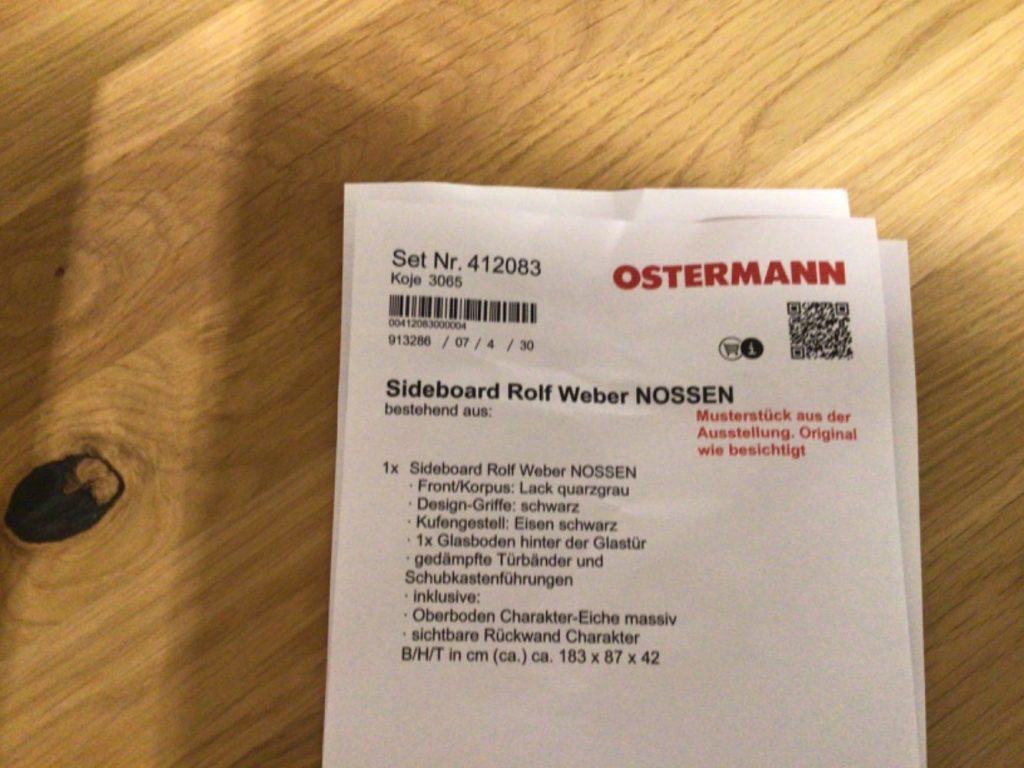 Set Nr. 412083
Koje 3065
OSTERMANN
00412083000004
913286 / 07 / 4 / 30
Sideboard Rolf Weber NOSSEN
bestehend aus:
Musterstück aus der
Ausstellung. Original
wie besichtigt
1x Sideboard Rolf Weber NOSSEN
· Front/Korpus: Lack quarzgrau
· Design-Griffe: schwarz
· Kufengestell: Eisen schwarz
· 1x Glasboden hinter der Glastür
· gedämpfte Türbänder und
Schubkastenführungen
· inklusive:
· Oberboden Charakter-Eiche massiv
· sichtbare Rückwand Charakter
B/H/T in cm (ca.) ca. 183 x 87 x 42